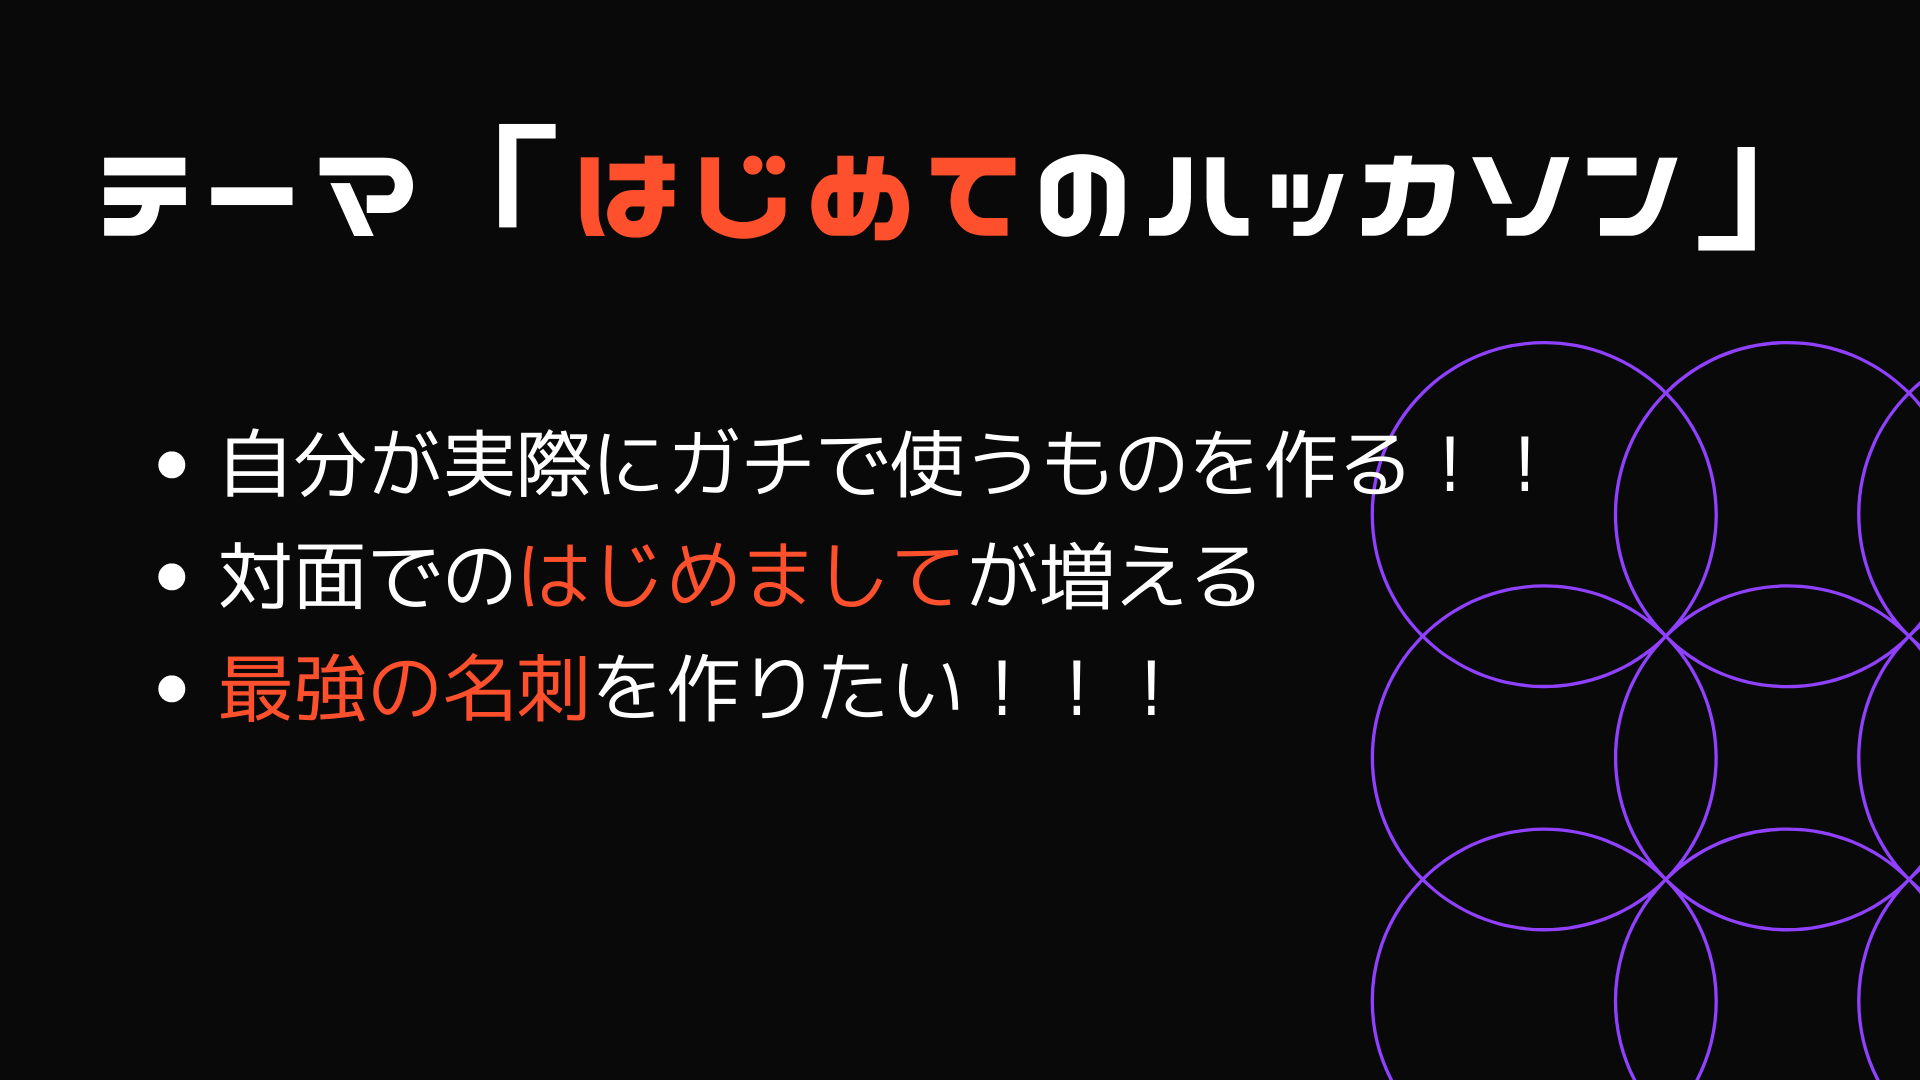 テーマ「はじめてのハッカソン」
• 自分が実際にガチで使うものを作る！！
• 対面でのはじめましてが増える
• 最強の名刺を作りたい！！！